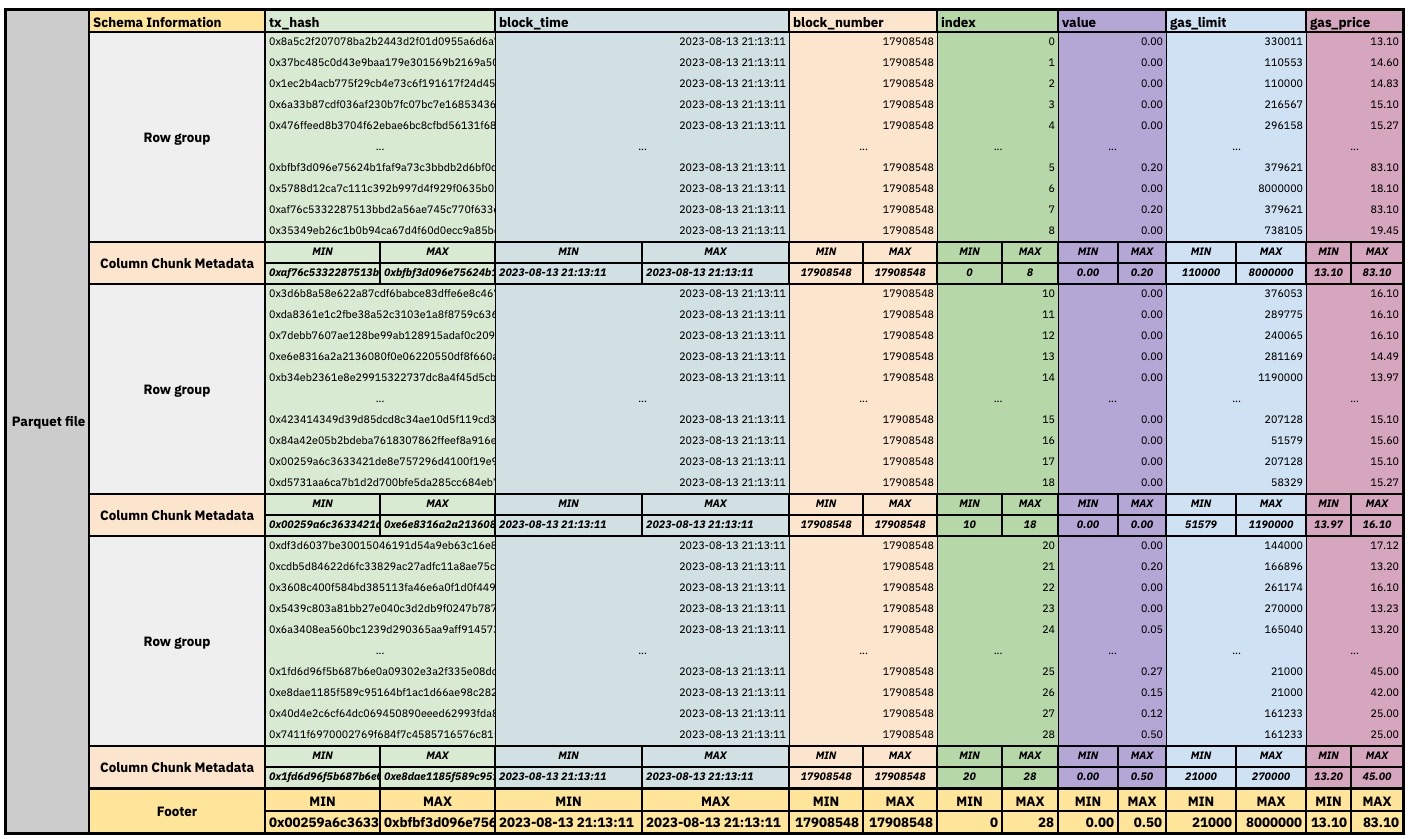 Schema Information tx_hash block_time block_number index value gas_limit gas_price
0x8a5c2f207078ba2b2443d2f01d0955a6d6a 2023-08-13 21:13:11 17908548 0 0.00 330011 13.10
0x37bc485c0d43e9baa179e301569b2169a50 2023-08-13 21:13:11 17908548 1 0.00 110553 14.60
0x1ec2b4acb775f29cb4e73c6f191617f24d45 2023-08-13 21:13:11 17908548 2 0.00 110000 14.83
0x6a33b87cdf036af230b7fc07bc7e16853436 2023-08-13 21:13:11 17908548 3 0.00 216567 15.10
0x476ffeed8b3704f62ebae6bc8cfbd56131f68 2023-08-13 21:13:11 17908548 4 0.00 296158 15.27
Row group
... ... ... ... ... ... ...
0xbfbf3d096e75624b1faf9a73c3bbdb2d6bf0c 2023-08-13 21:13:11 17908548 5 0.20 379621 83.10
0x5788d12ca7c111c392b997d4f929f0635b0 2023-08-13 21:13:11 17908548 6 0.00 8000000 18.10
0xaf76c5332287513bbd2a56ae745c770f633 2023-08-13 21:13:11 17908548 7 0.20 379621 83.10
0x35349eb26c1b0b94ca67d4f60d0ecc9a85b 2023-08-13 21:13:11 17908548 8 0.00 738105 19.45
Column Chunk Metadata
MIN MAX MIN MAX MIN MAX MIN MAX MIN MAX MIN MAX MIN MAX
0xaf76c5332287513b 0xbfbf3d096e75624b 2023-08-13 21:13:11 2023-08-13 21:13:11 17908548 17908548 0 8 0.00 0.20 110000 8000000 13.10 83.10
0x3d6b8a58e622a87cdf6babce83dffe6e8c46 2023-08-13 21:13:11 17908548 10 0.00 376053 16.10
0xda8361e1c2fbe38a52c3103e1a8f8759c636 2023-08-13 21:13:11 17908548 11 0.00 289775 16.10
0x7debb7607ae128be99ab128915adaf0c209 2023-08-13 21:13:11 17908548 12 0.00 240065 16.10
0xe6e8316a2a2136080f0e06220550df8f660 2023-08-13 21:13:11 17908548 13 0.00 281169 14.49
0xb34eb2361e8e29915322737dc8a4f45d5cb 2023-08-13 21:13:11 17908548 14 0.00 1190000 13.97
Row group
... ... ... ... ... ... ...
Parquet file
0x423414349d39d85dcd8c34ae10d5f119cd3 2023-08-13 21:13:11 17908548 15 0.00 207128 15.10
0x84a42e05b2bdeba7618307862ffeef8a916e 2023-08-13 21:13:11 17908548 16 0.00 51579 15.60
0x00259a6c3633421de8e757296d4100f19e9 2023-08-13 21:13:11 17908548 17 0.00 207128 15.10
0xd5731aa6ca7b1d2d700bfe5da285cc684eb 2023-08-13 21:13:11 17908548 18 0.00 58329 15.27
Column Chunk Metadata
MIN MAX MIN MAX MIN MAX MIN MAX MIN MAX MIN MAX MIN MAX
0x00259a6c3633421 0xe6e8316a2a213608 2023-08-13 21:13:11 2023-08-13 21:13:11 17908548 17908548 10 18 0.00 0.00 51579 1190000 13.97 16.10
0xdf3d6037be30015046191d54a9eb63c16e8 2023-08-13 21:13:11 17908548 20 0.00 144000 17.12
0xcdb5d84622d6fc33829ac27adfc11a8ae75c 2023-08-13 21:13:11 17908548 21 0.20 166896 13.20
0x3608c400f584bd385113fa46e6a0f1d0f449 2023-08-13 21:13:11 17908548 22 0.00 261174 16.10
0x5439c803a81bb27e040c3d2db9f0247b787 2023-08-13 21:13:11 17908548 23 0.00 270000 13.23
0x6a3408ea560bc1239d290365aa9aff914573 2023-08-13 21:13:11 17908548 24 0.05 165040 13.20
Row group
... ... ... ... ... ... ...
0x1fd6d96f5b687b6e0a09302e3a2f335e08dc 2023-08-13 21:13:11 17908548 25 0.27 21000 45.00
0xe8dae1185f589c95164bf1ac1d66ae98c282 2023-08-13 21:13:11 17908548 26 0.15 21000 42.00
0x40d4e2c6cf64dc069450890eeed62993fda8 2023-08-13 21:13:11 17908548 27 0.12 161233 25.00
0x7411f6970002769f684f7c4585716576c81 2023-08-13 21:13:11 17908548 28 0.50 161233 25.00
Column Chunk Metadata
MIN MAX MIN MAX MIN MAX MIN MAX MIN MAX MIN MAX MIN MAX
0x1fd6d96f5b687b6e 0xe8dae1185f589c95 2023-08-13 21:13:11 2023-08-13 21:13:11 17908548 17908548 20 28 0.00 0.50 21000 270000 13.20 45.00
Footer
MIN MAX MIN MAX MIN MAX MIN MAX MIN MAX MIN MAX MIN MAX
0x00259a6c3633 0xbfbf3d096e756 2023-08-13 21:13:11 2023-08-13 21:13:11 17908548 17908548 0 28 0.00 0.50 21000 8000000 13.10 83.10